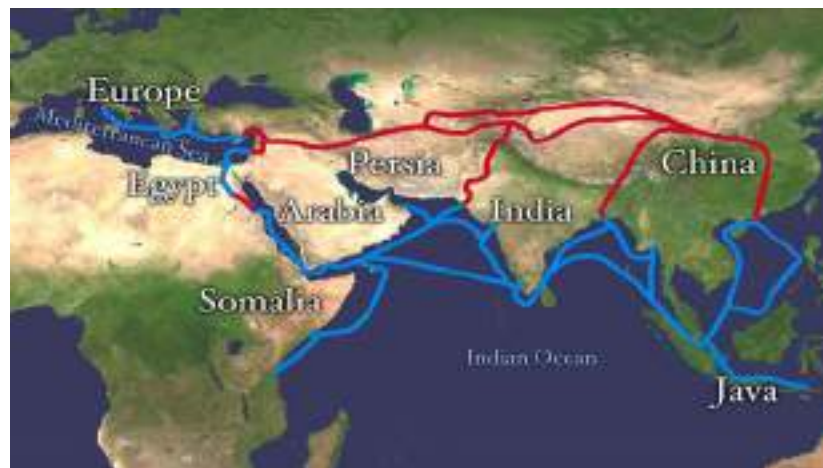 Europe
Mediterranean Sea
Egypt
Persia
Arabia
India
China
Somalia
Indian Ocean
Java